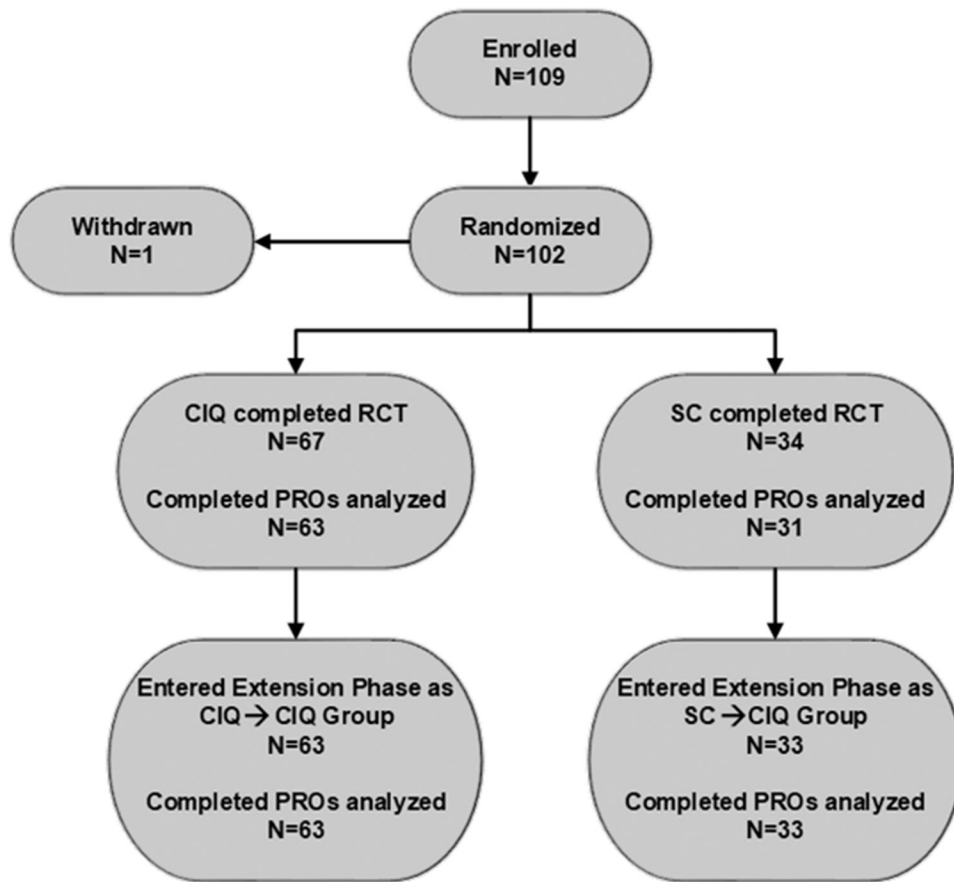 Enrolled
N=109
Withdrawn
N=1
Randomized
N=102
CIQ completed RCT
N=67
Completed PROs analyzed
N=63
SC completed RCT
N=34
Completed PROs analyzed
N=31
Entered Extension Phase as
CIQ → CIQ Group
N=63
Completed PROs analyzed
N=63
Entered Extension Phase as
SC → CIQ Group
N=33
Completed PROs analyzed
N=33